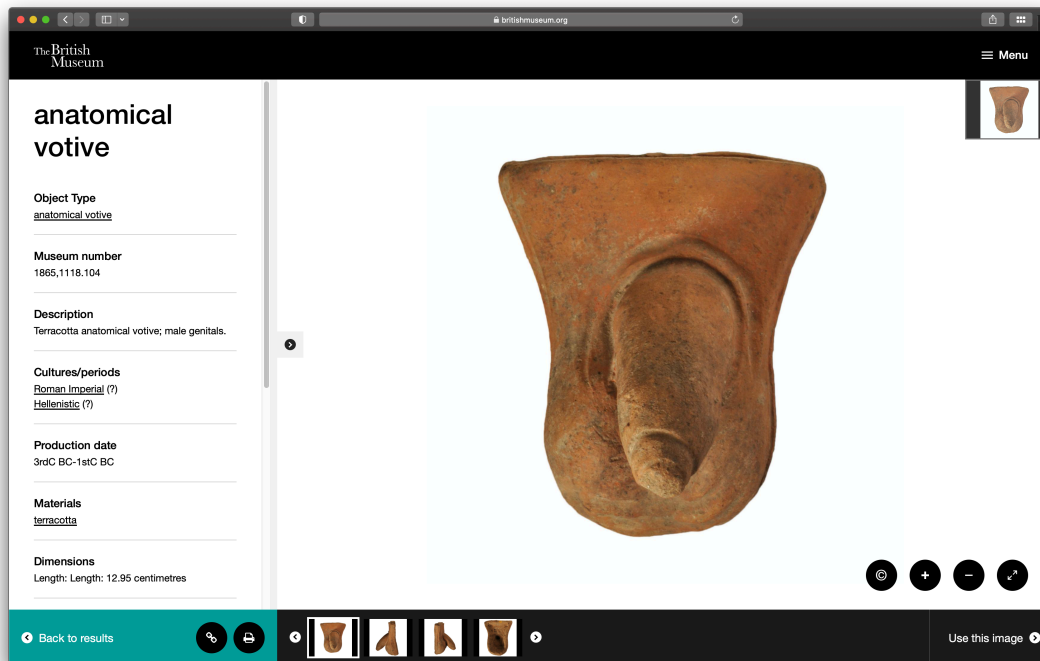 britishmuseum.org
The British
Museum
Menu
anatomical
votive
Object Type
anatomical votive
Museum number
1865,1118.104
Description
Terracotta anatomical votive; male genitals.
Cultures/periods
Roman Imperial (?)
Hellenistic (?)
Production date
3rdC BC-1stC BC
Materials
terracotta
Dimensions
Length: Length: 12.95 centimetres
©
Back to results
Use this image